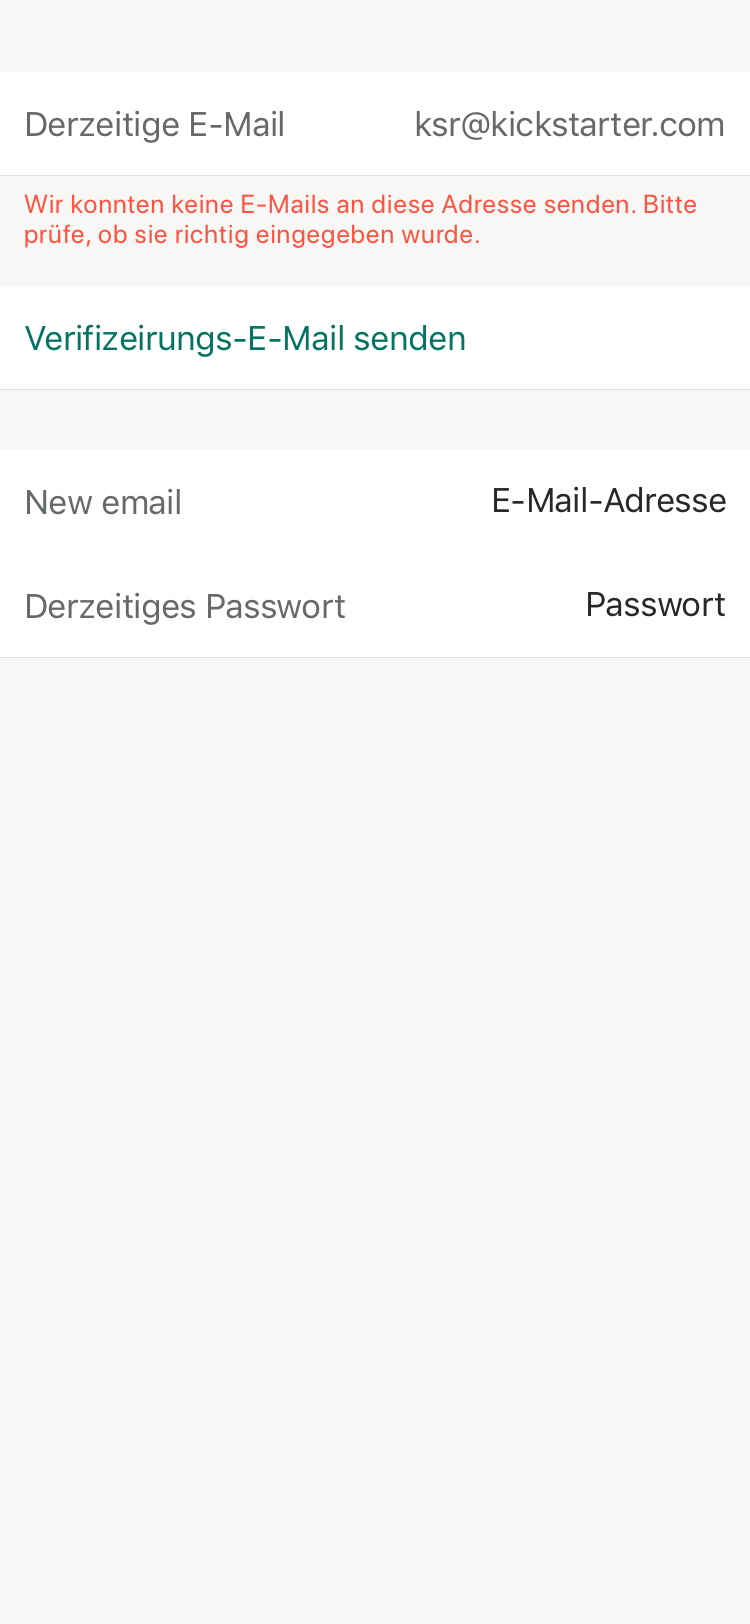 Derzeitige E-Mail ksr@kickstarter.com
Wir konnten keine E-Mails an diese Adresse senden. Bitte
prüfe, ob sie richtig eingegeben wurde.
Verifizeirungs-E-Mail senden
New email E-Mail-Adresse
Derzeitiges Passwort Passwort